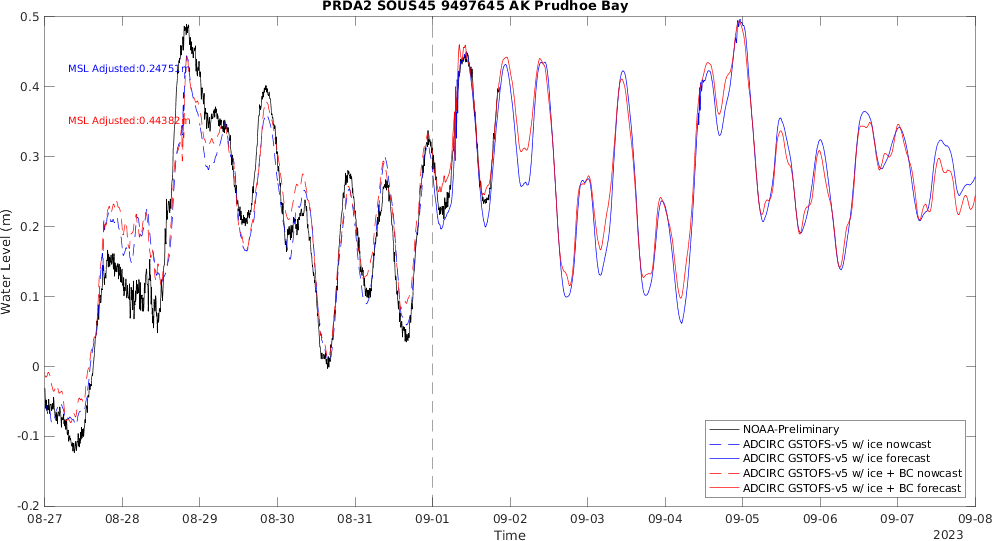 PRDA2 SOUS45 9497645 AK Prudhoe Bay
0.5
MSL Adjusted:0.24751m
0.4
MSL Adjusted:0.44382m
0.3
0.2
Water Level (m)
0.1
0
-0.1
-0.2
NOAA-Preliminary
ADCIRC GSTOFS-v5 w/ ice nowcast
ADCIRC GSTOFS-v5 w/ ice forecast
ADCIRC GSTOFS-v5 w/ ice + BC nowcast
ADCIRC GSTOFS-v5 w/ ice + BC forecast
08-27 08-28 08-29 08-30 08-31 09-01 09-02 09-03 09-04 09-05 09-06 09-07 09-08
Time
2023